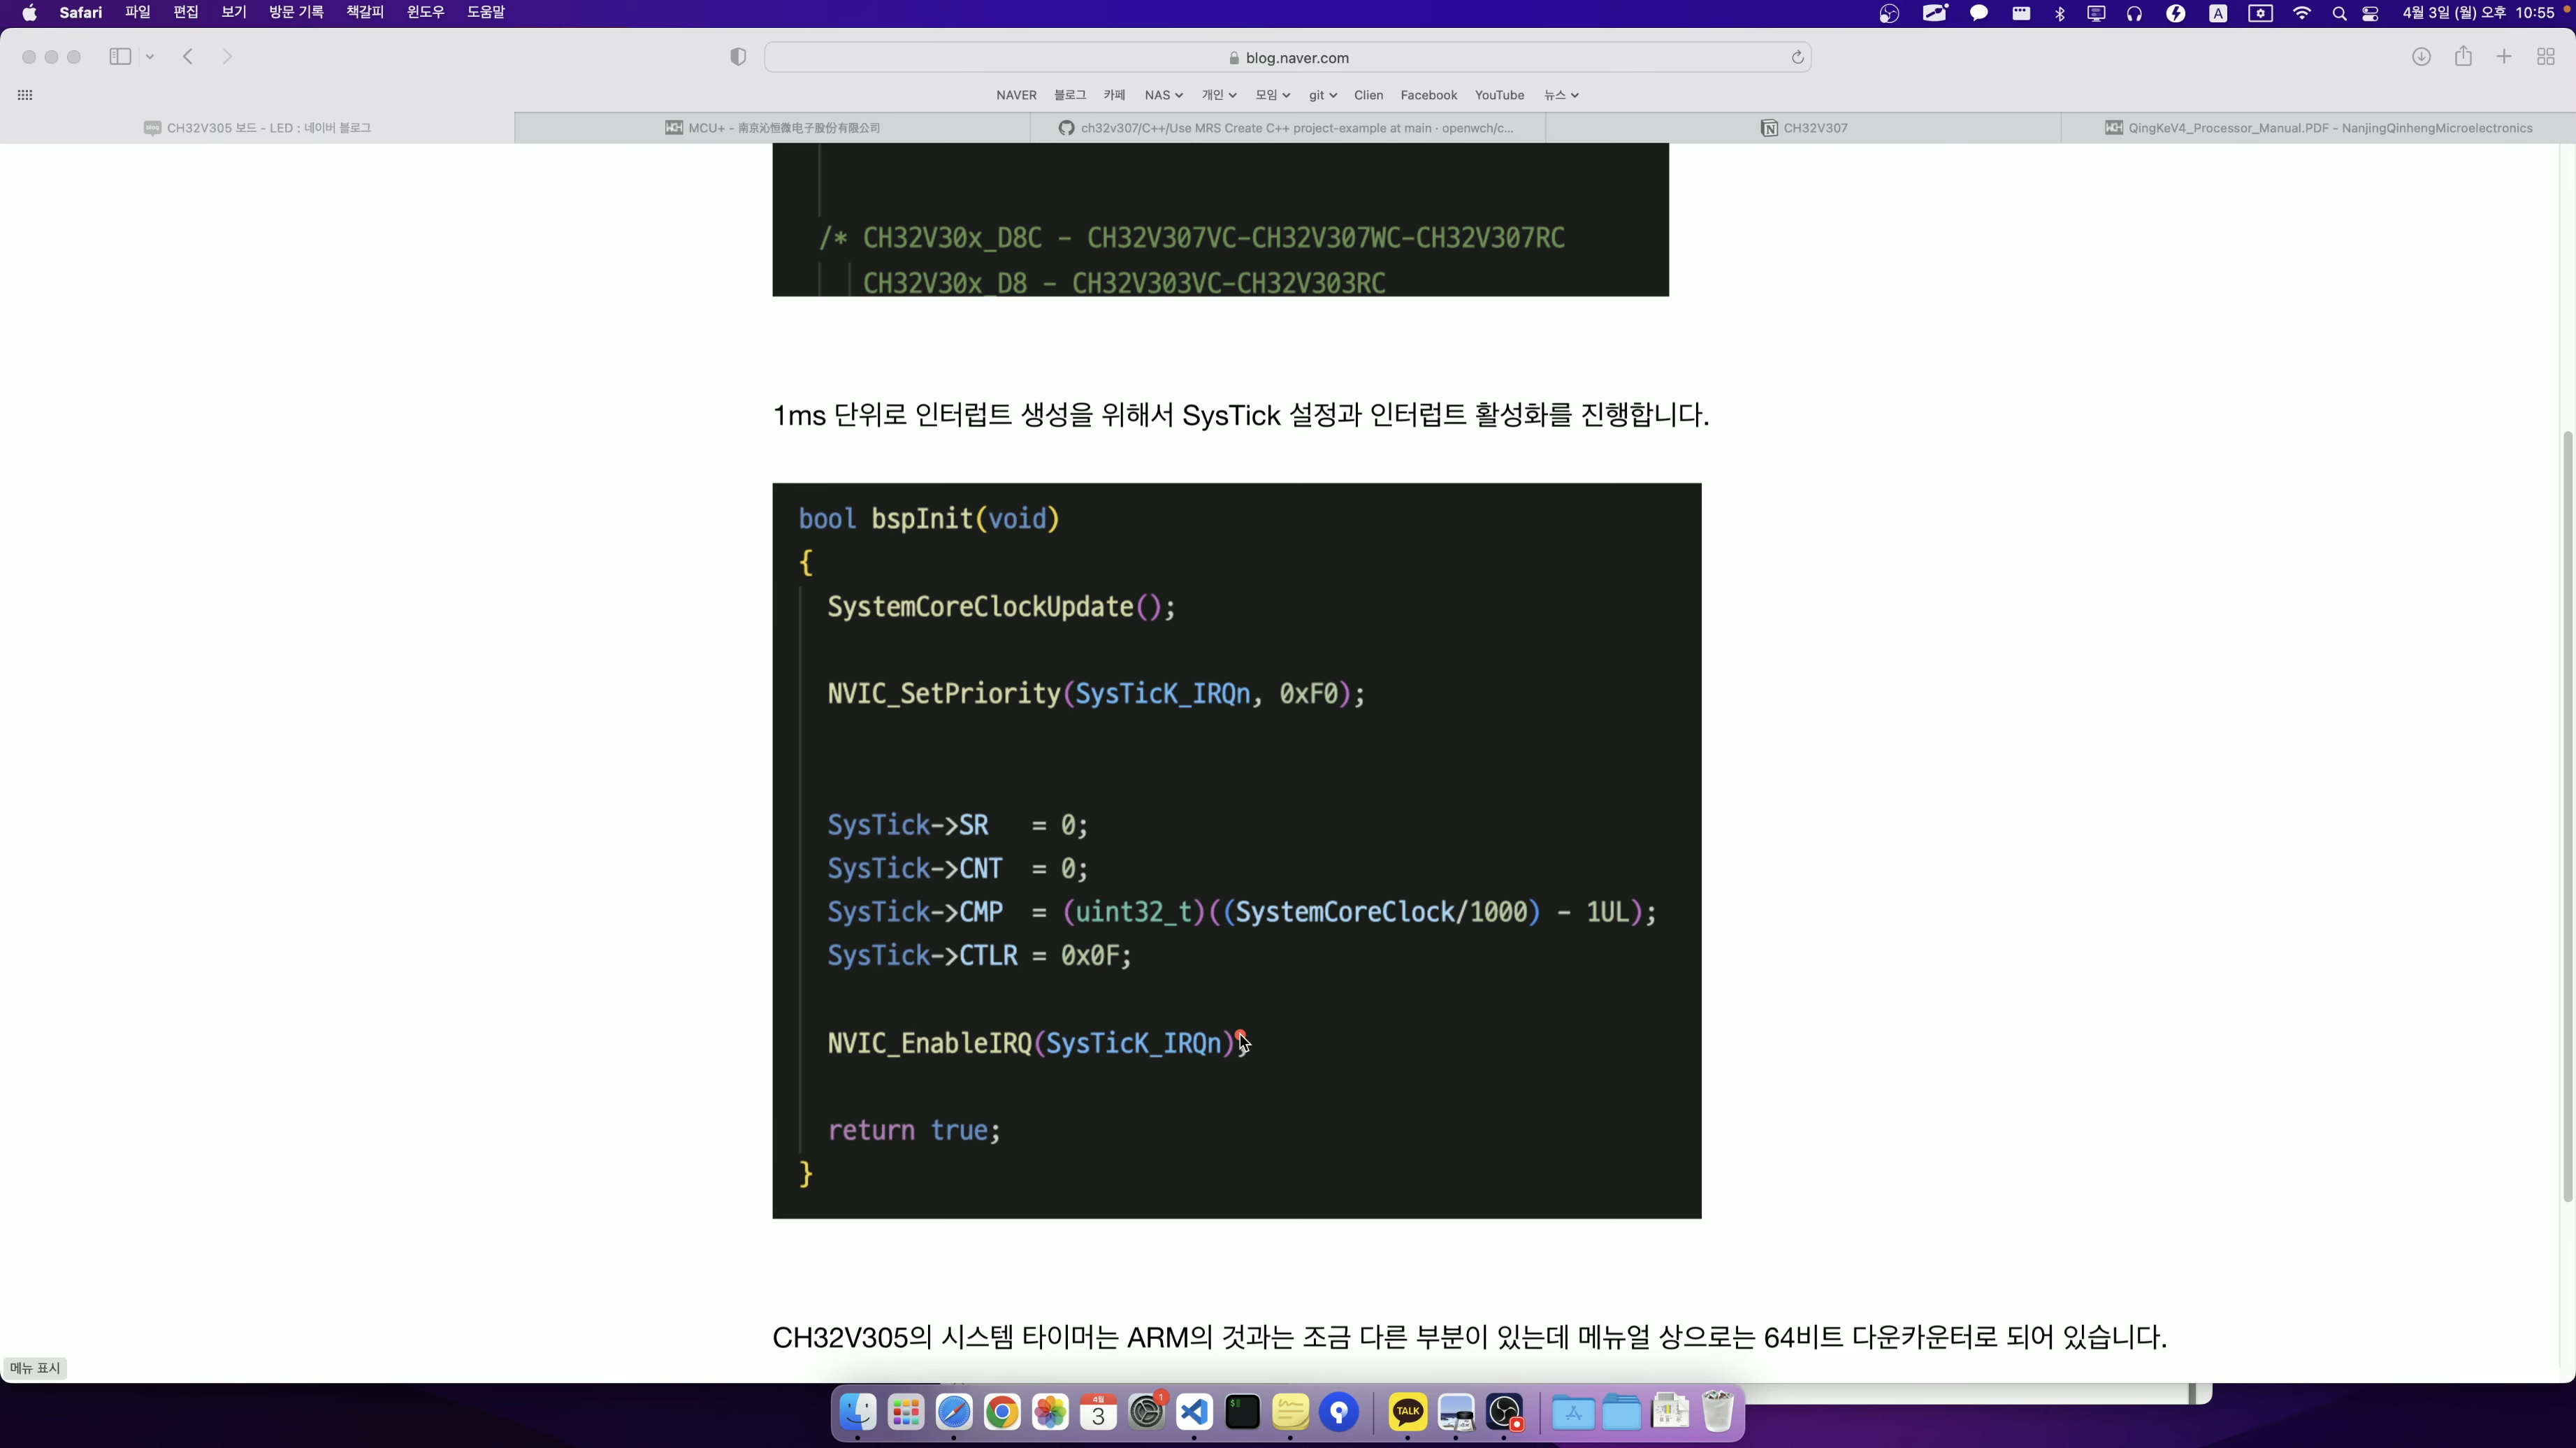 Safari 파일 편집 보기 방문 기록 책갈피 윈도우 도움말 4월 3일 (월) 오후 10:55
blog.naver.com
NAVER 블로그 카페 NAS 개인 모임 git Clien Facebook YouTube 뉴스
CH32V305 보드 - LED : 네이버 블로그 MCU+ - 南京沁恒微电子股份有限公司 ch32v307/C++/Use MRS Create C++ project-example at main · openwch/c... CH32V307 QingKeV4_Processor_Manual.PDF - NanjingQinhengMicroelectronics
/* CH32V30x_D8C - CH32V307VC-CH32V307WC-CH32V307RC
CH32V30x_D8 - CH32V303VC-CH32V303RC
1ms 단위로 인터럽트 생성을 위해서 SysTick 설정과 인터럽트 활성화를 진행합니다.
bool bspInit(void)
{
SystemCoreClockUpdate();
NVIC_SetPriority(SysTicK_IRQn, 0xF0);
SysTick->SR = 0;
SysTick->CNT = 0;
SysTick->CMP = (uint32_t)((SystemCoreClock/1000) - 1UL);
SysTick->CTLR = 0x0F;
NVIC_EnableIRQ(SysTicK_IRQn);
return true;
}
CH32V305의 시스템 타이머는 ARM의 것과는 조금 다른 부분이 있는데 메뉴얼 상으로는 64비트 다운카운터로 되어 있습니다.
메뉴 표시
4월
3
1
$
TALK